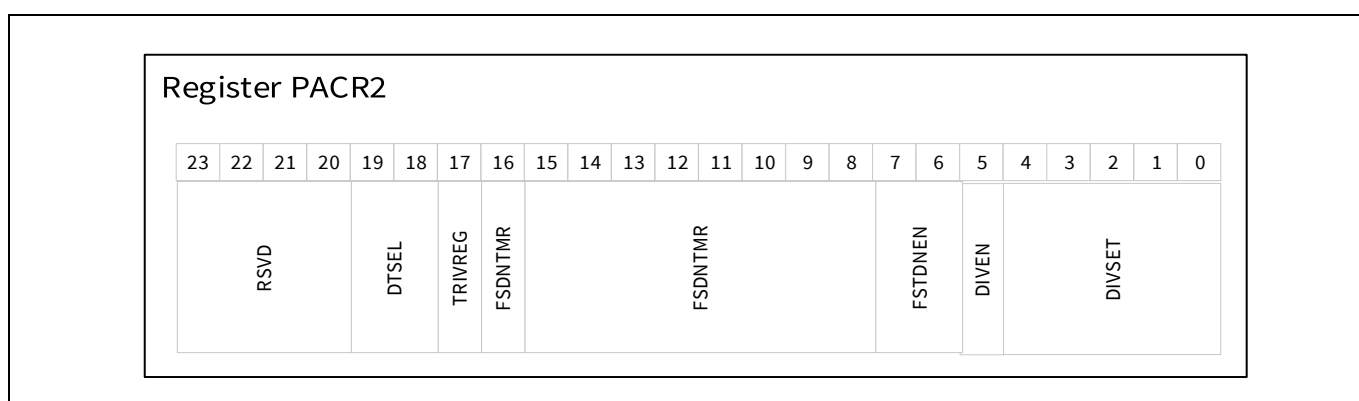 Register PACR2
23 22 21 20 19 18 17 16 15 14 13 12 11 10 9 8 7 6 5 4 3 2 1 0
RSVD DTSEL TRIVREG FSDNTMR FSDNTMR FSTDNEN DIVEN DIVSET